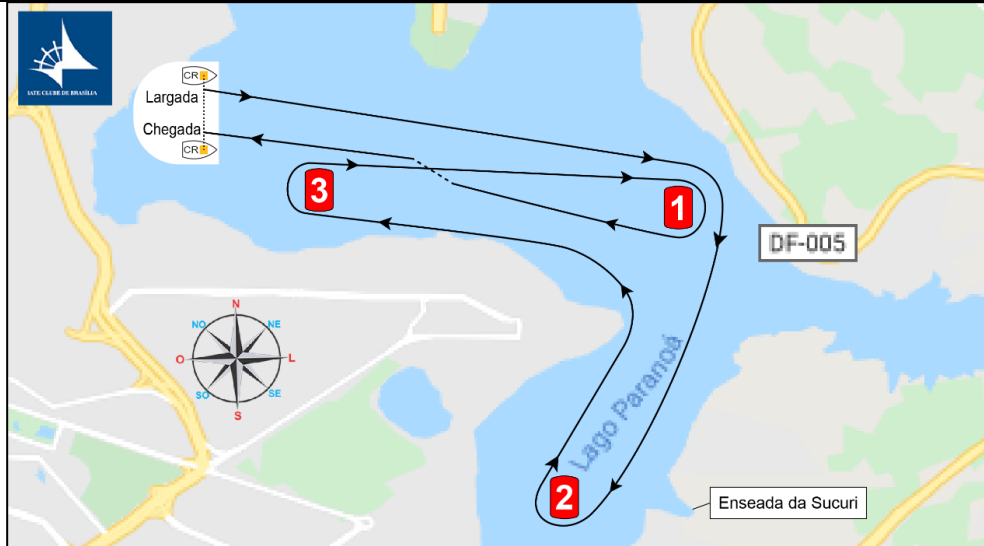 IATE CLUBE DE BRASÍLIA
CR
Largada
Chegada
CR
3
1
DF-005
N
NO
NE
O
L
SO
SE
S
Lago Paranoá
2
Enseada da Sucuri